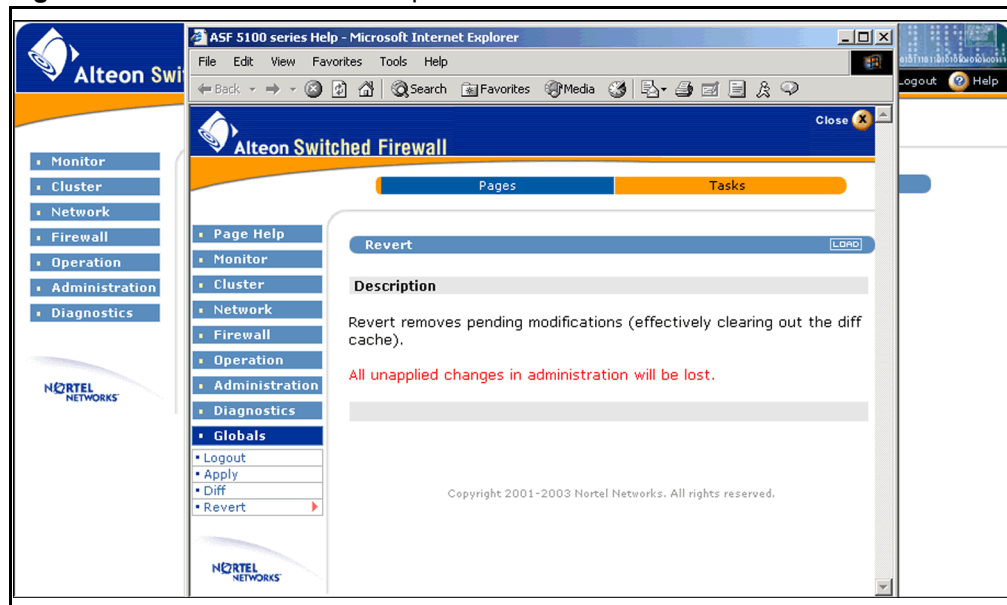 ASF 5100 series Help - Microsoft Internet Explorer
File Edit View Favorites Tools Help
Back Search Favorites Media
Alteon Swi
Logout Help
Monitor
Cluster
Network
Firewall
Operation
Administration
Diagnostics
NORTEL
NETWORKS
Alteon Switched Firewall
Close X
Pages Tasks
Page Help
Monitor
Cluster
Network
Firewall
Operation
Administration
Diagnostics
Globals
Logout
Apply
Diff
Revert
NORTEL
NETWORKS
Revert LOAD
Description
Revert removes pending modifications (effectively clearing out the diff
cache).
All unapplied changes in administration will be lost.
Copyright 2001-2003 Nortel Networks. All rights reserved.